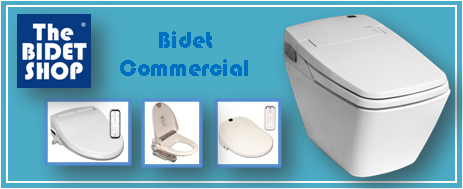 The
BIDET
SHOP
Bidet
Commercial